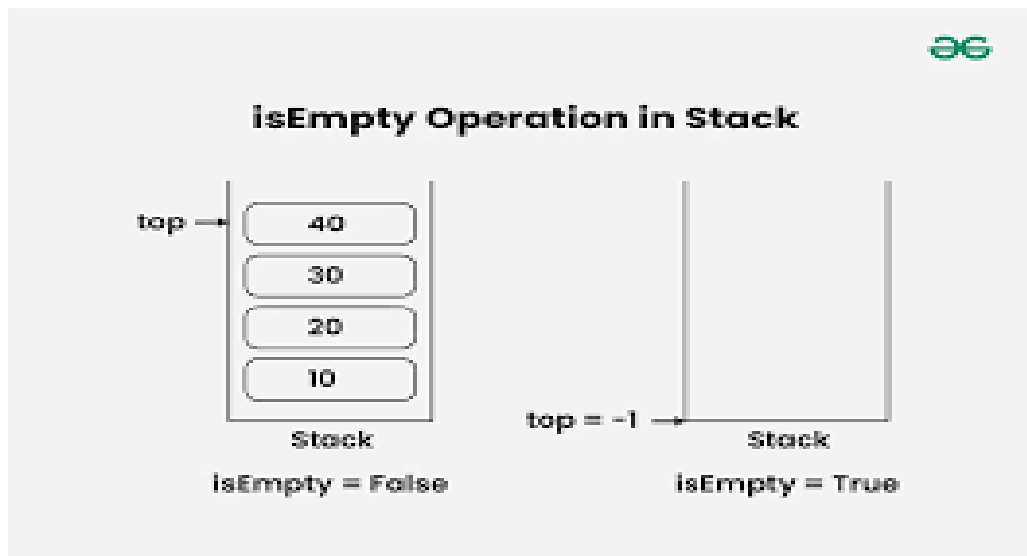 isEmpty Operation in Stack
top
40
30
20
10
Stack
isEmpty = False
top = -1
Stack
isEmpty = True